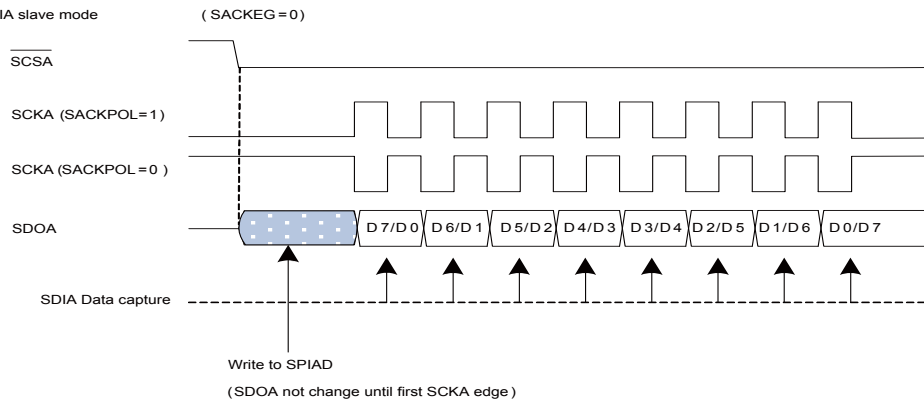 IA slave mode (SACKEG=0)
SCSA
SCKA (SACKPOL=1)
SCKA (SACKPOL=0)
SDOA D7/D0 D6/D1 D5/D2 D4/D3 D3/D4 D2/D5 D1/D6 D0/D7
SDIA Data capture
Write to SPIAD
(SDOA not change until first SCKA edge)